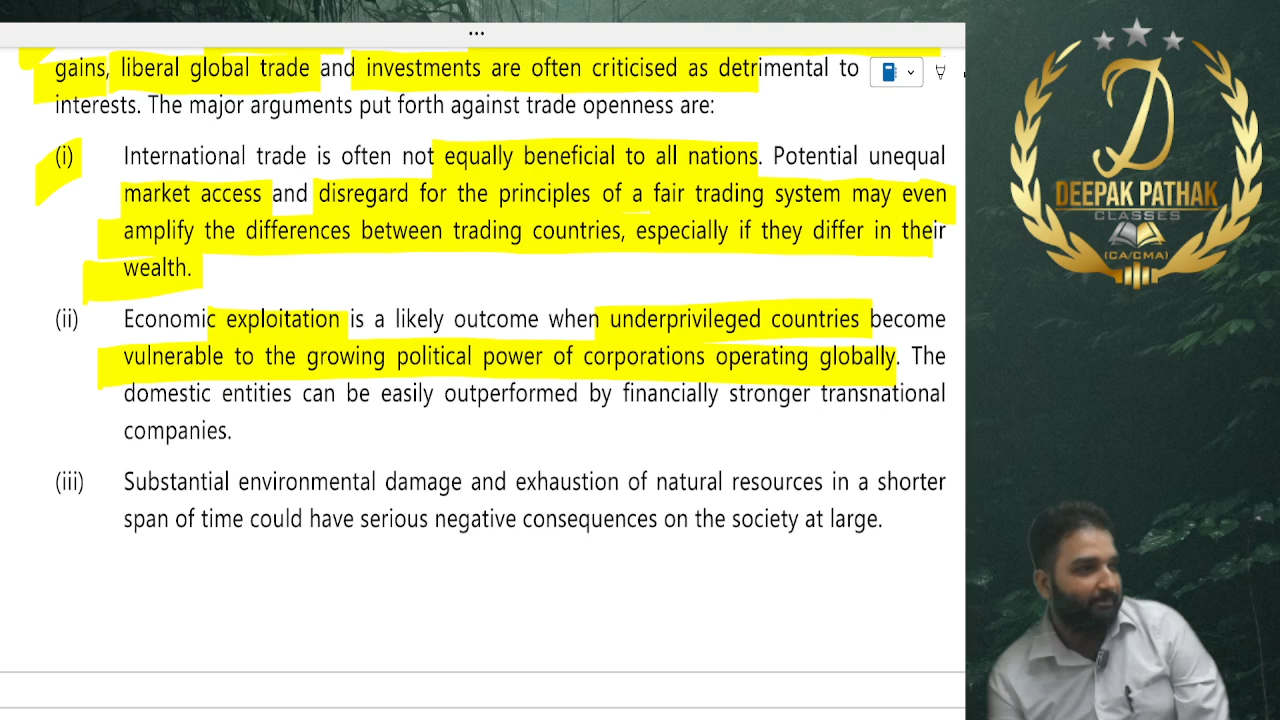 gains, liberal global trade and investments are often criticised as detrimental to
interests. The major arguments put forth against trade openness are:
(i) International trade is often not equally beneficial to all nations. Potential unequal
market access and disregard for the principles of a fair trading system may even
amplify the differences between trading countries, especially if they differ in their
wealth.
(ii) Economic exploitation is a likely outcome when underprivileged countries become
vulnerable to the growing political power of corporations operating globally. The
domestic entities can be easily outperformed by financially stronger transnational
companies.
(iii) Substantial environmental damage and exhaustion of natural resources in a shorter
span of time could have serious negative consequences on the society at large.
D
DEEPAK PATHAK
CLASSES
(CA/CMA)